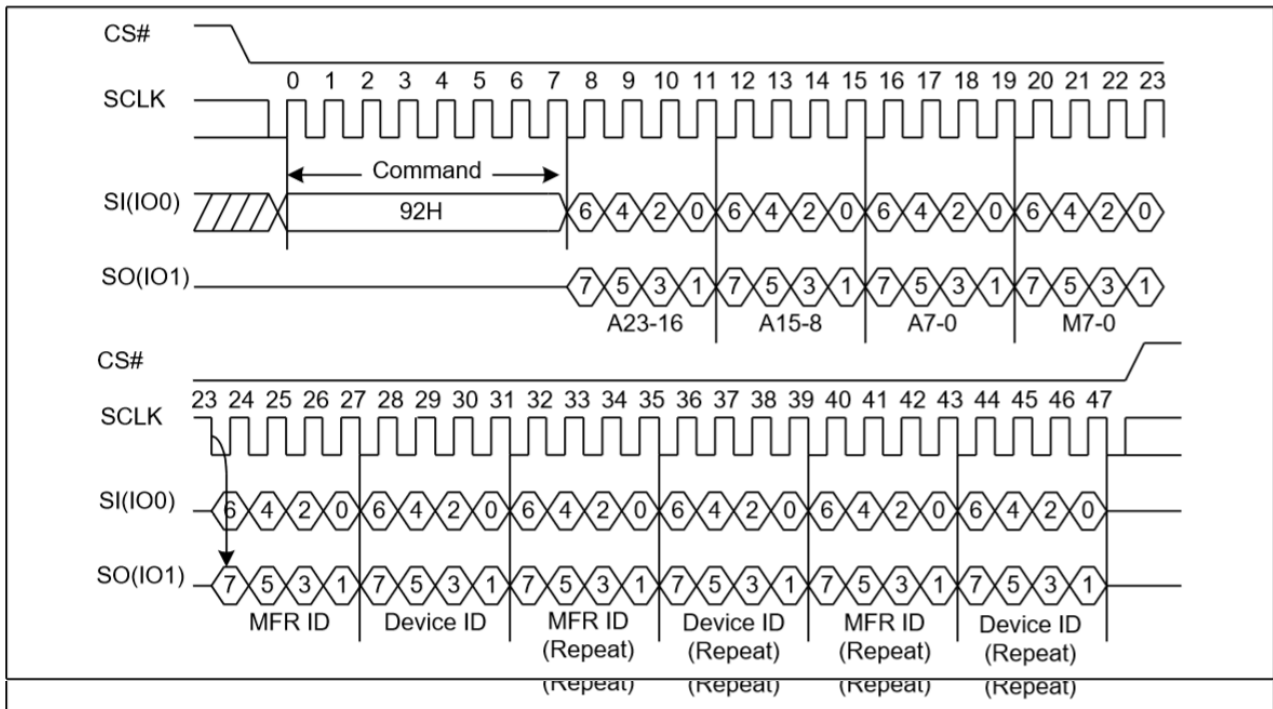 CS#
0 1 2 3 4 5 6 7 8 9 10 11 12 13 14 15 16 17 18 19 20 21 22 23
SCLK
Command
SI(IO0) 92H 6 4 2 0 6 4 2 0 6 4 2 0 6 4 2 0
SO(IO1) 7 5 3 1 7 5 3 1 7 5 3 1 7 5 3 1
A23-16 A15-8 A7-0 M7-0
CS#
23 24 25 26 27 28 29 30 31 32 33 34 35 36 37 38 39 40 41 42 43 44 45 46 47
SCLK
SI(IO0) 6 4 2 0 6 4 2 0 6 4 2 0 6 4 2 0 6 4 2 0 6 4 2 0
SO(IO1) 7 5 3 1 7 5 3 1 7 5 3 1 7 5 3 1 7 5 3 1 7 5 3 1
MFR ID Device ID MFR ID Device ID MFR ID Device ID
(Repeat) (Repeat) (Repeat) (Repeat)
(Repeat) (Repeat) (Repeat) (Repeat)